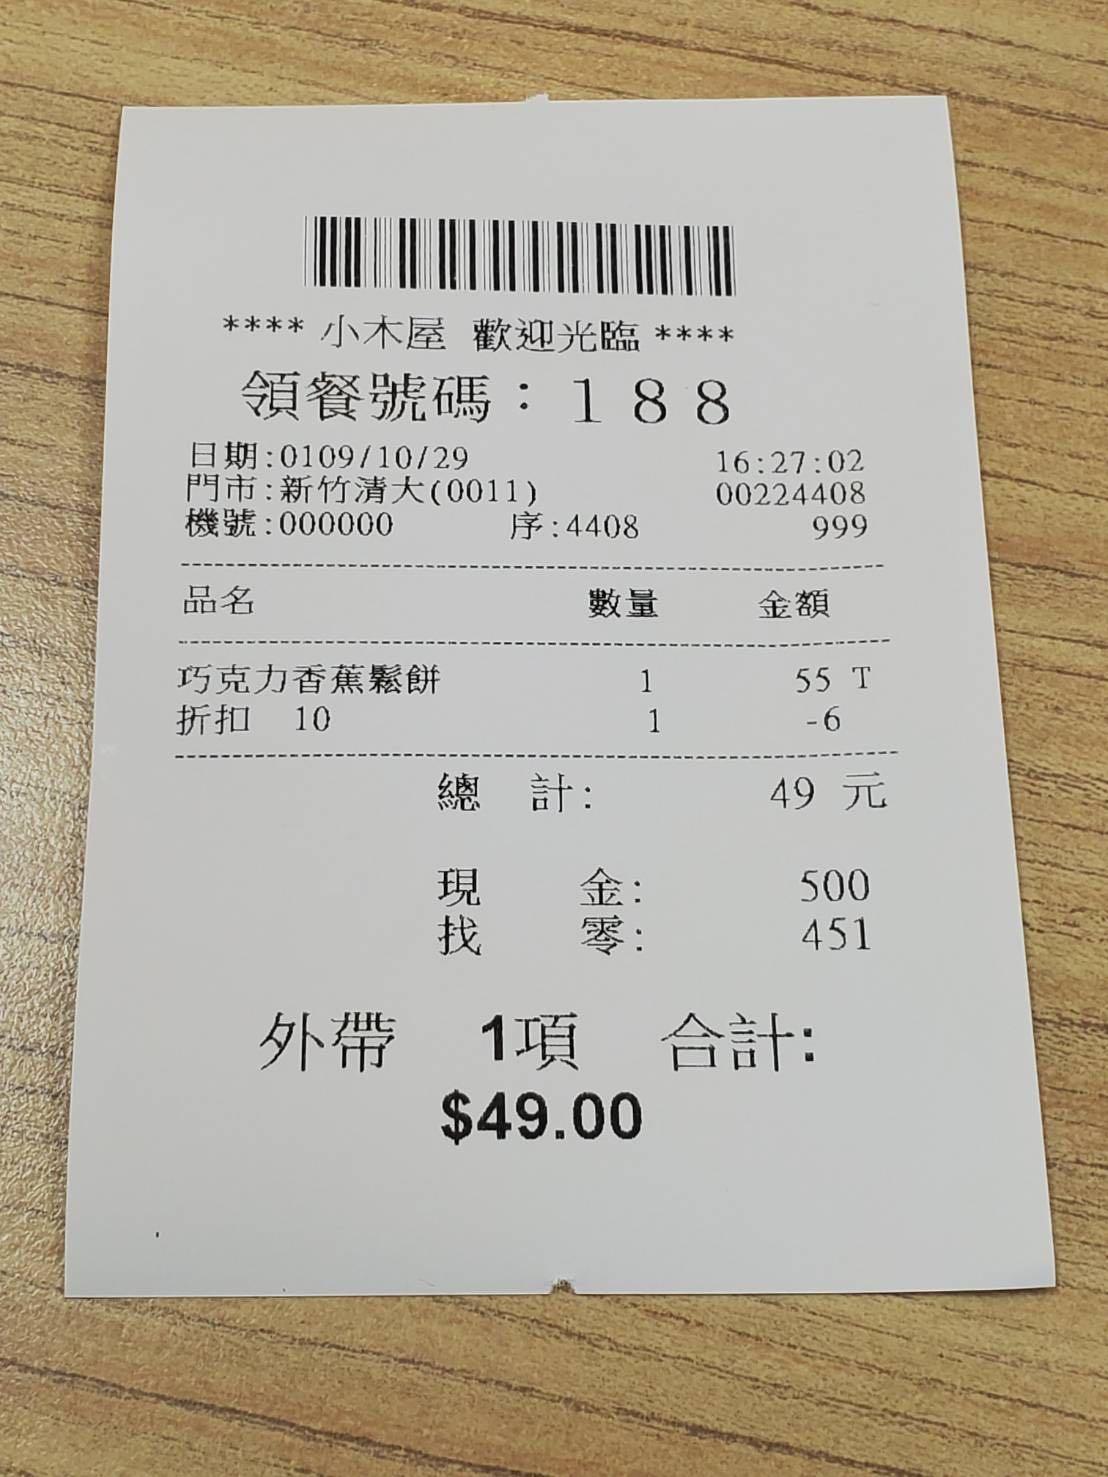 **** 小木屋 歡迎光臨 ****
領餐號碼：188
日期:0109/10/29 16:27:02
門市:新竹清大(0011) 00224408
機號:000000 序:4408 999
品名 數量 金額
巧克力香蕉鬆餅 1 55 T
折扣 10 1 -6
總 計: 49 元
現 金: 500
找 零: 451
外帶 1項 合計:
$49.00